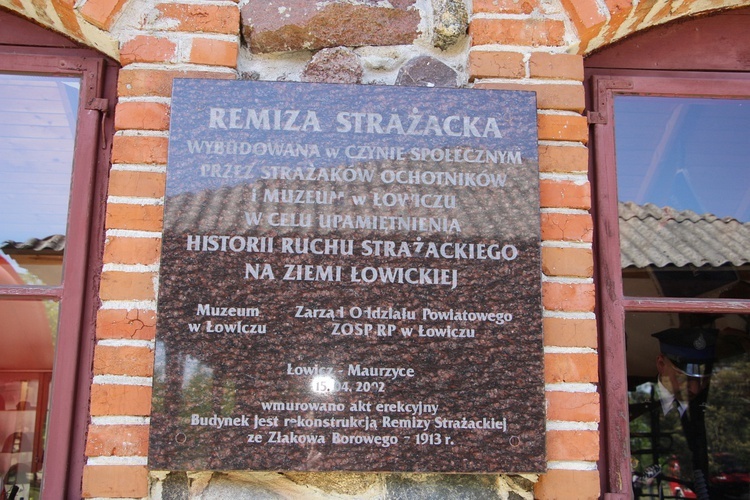 REMIZA STRAŻACKA
WYBUDOWANA W CZYNIE SPOŁECZNYM
PRZEZ STRAŻAKÓW OCHOTNIKÓW
I MUZEUM W ŁOWICZU
W CELU UPAMIĘTNIENIA
HISTORII RUCHU STRAŻACKIEGO
NA ZIEMI ŁOWICKIEJ
Muzeum Zarząd Oddziału Powiatowego
w Łowiczu ZOSP RP w Łowiczu
Łowicz - Maurzyce
15.04.2002
wmurowano akt erekcyjny
Budynek jest rekonstrukcją Remizy Strażackiej
ze Złakowa Borowego - 1913 r.